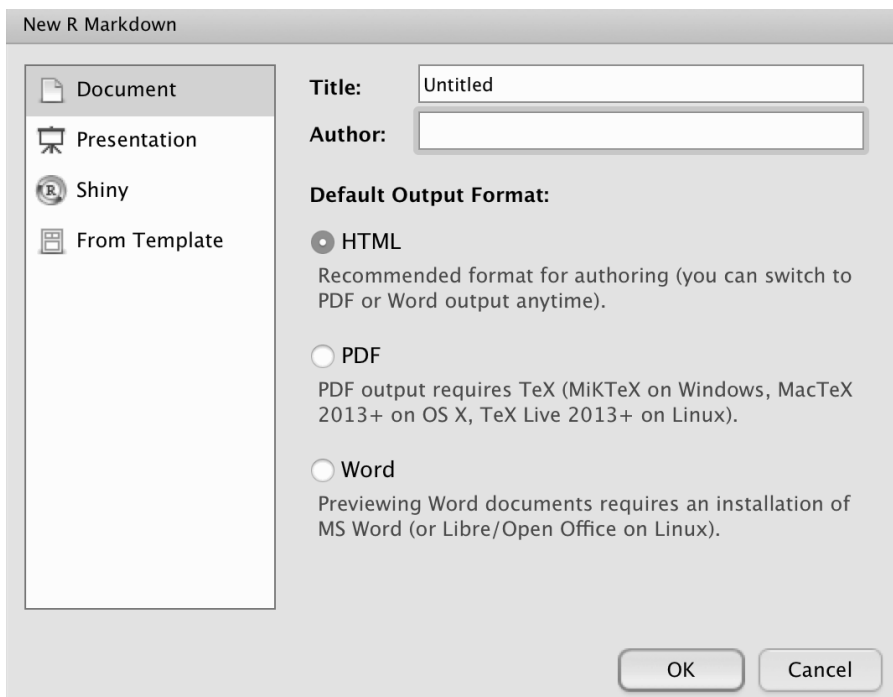 New R Markdown
Document
Presentation
Shiny
From Template
Title:
Untitled
Author:
Default Output Format:
HTML
Recommended format for authoring (you can switch to
PDF or Word output anytime).
PDF
PDF output requires TeX (MiKTeX on Windows, MacTeX
2013+ on OS X, TeX Live 2013+ on Linux).
Word
Previewing Word documents requires an installation of
MS Word (or Libre/Open Office on Linux).
OK
Cancel